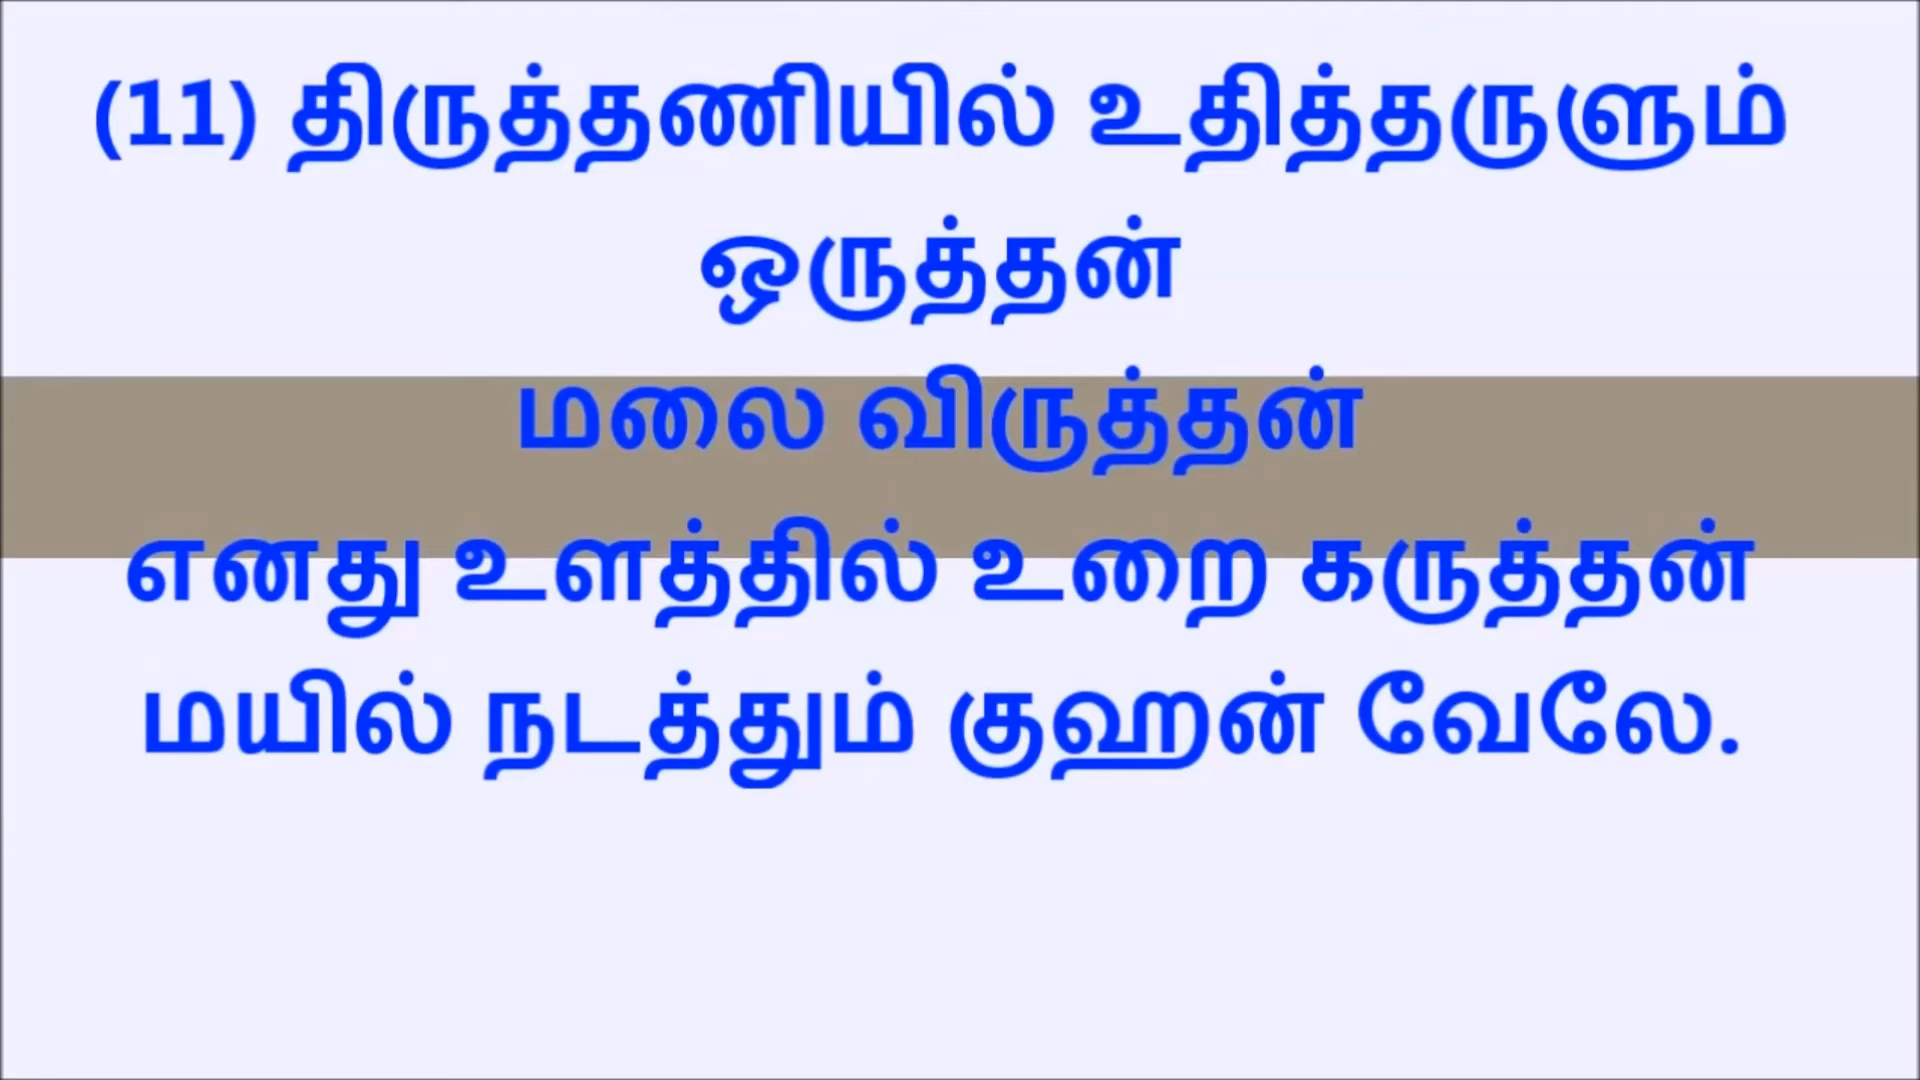 (11) திருத்தணியில் உதித்தருளும்
ஒருத்தன்
மலை விருத்தன்
எனது உளத்தில் உறை கருத்தன்
மயில் நடத்தும் குஹன் வேலே.